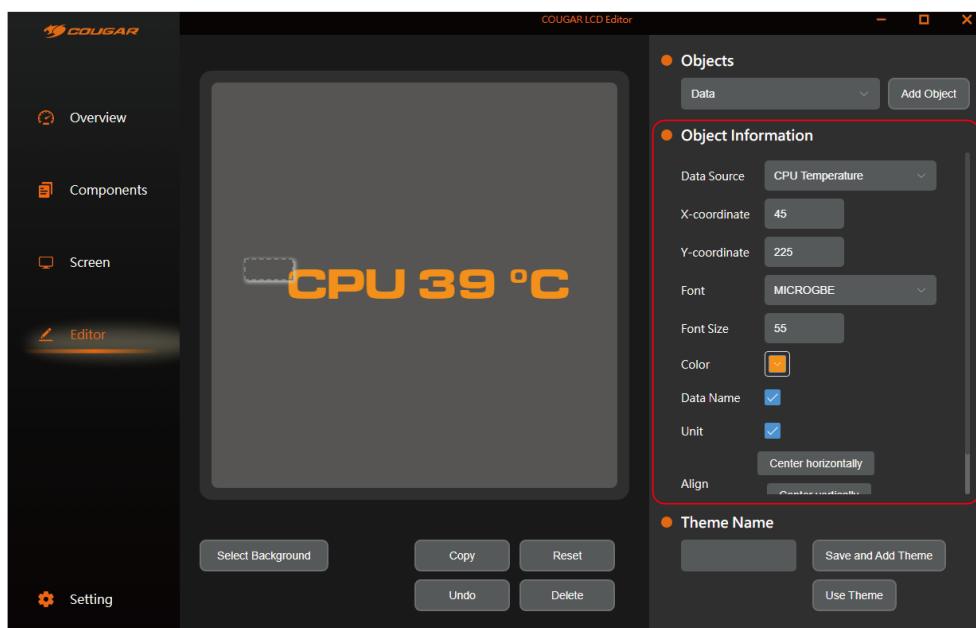 COUGAR
COUGAR LCD Editor
Overview
Components
Screen
Editor
Setting
CPU 39 °C
Select Background
Copy
Reset
Undo
Delete
Objects
Data
Add Object
Object Information
Data Source CPU Temperature
X-coordinate 45
Y-coordinate 225
Font MICROGBE
Font Size 55
Color
Data Name
Unit
Center horizontally
Align
Center vertically
Theme Name
Save and Add Theme
Use Theme